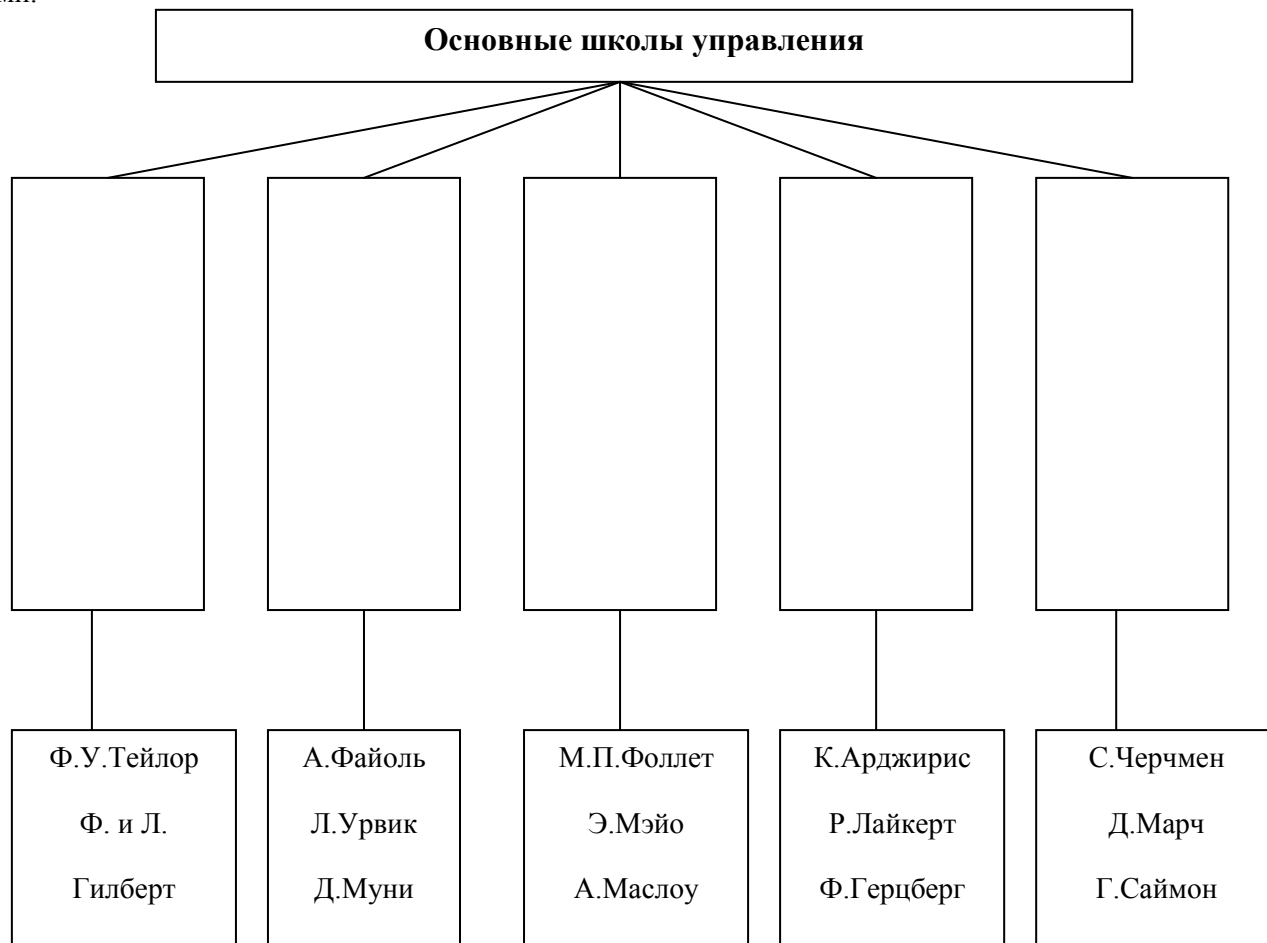 Основные школы управления
Ф.У.Тейлор
Ф. и Л.
Гилберт
А.Файоль
Л.Урвик
Д.Муни
М.П.Фоллет
Э.Мэйо
А.Маслоу
К.Арджирис
Р.Лайкерт
Ф.Герцберг
С.Черчмен
Д.Марч
Г.Саймон